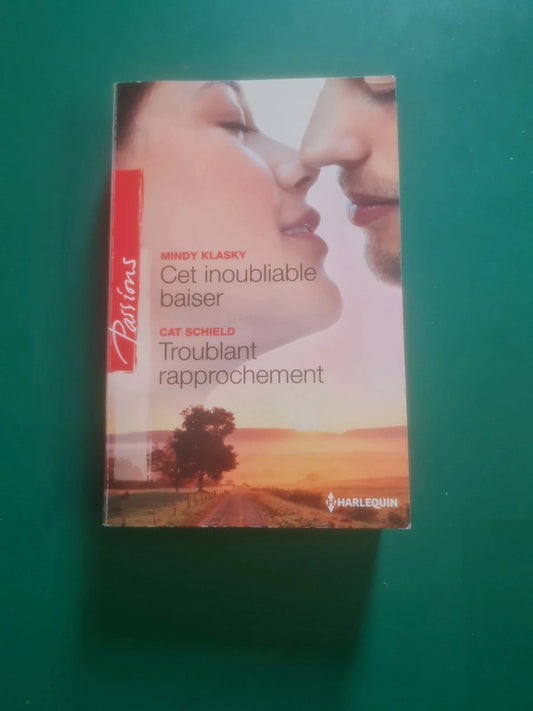 Passions
MINDY KLASKY
Cet inoubliable
baiser
CAT SCHIELD
Troublant
rapprochement
HARLEQUIN